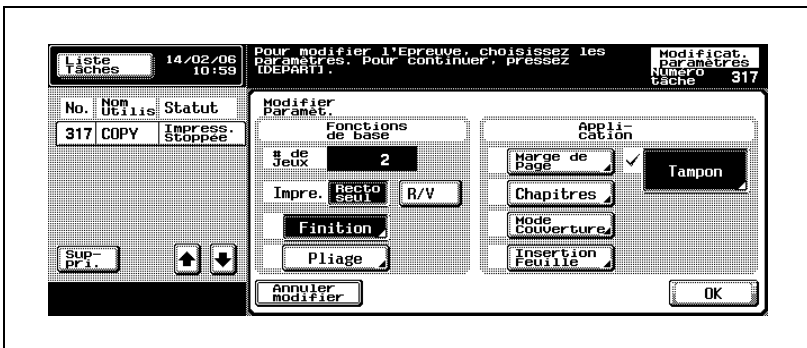 Liste
Tâches
14/02/06
10:59
Pour modifier l'Epreuve, choisissez les
paramètres. Pour continuer, pressez
[DEPART].
Modificat.
paramètres
Numéro
tâche 317
No. Nom
Utilis Statut
317 COPY Impress.
Stoppée
Suppri-
pri.
Modifier
Paramèt.
Fonctions
de base
# de
Jeux 2
Impre. Recto
seul R/V
Finition
Pliage
Annuler
modifier
Appli-
cation
Marge de
Page
Tampon
Chapitres
Mode
Couverture
Insertion
Feuille
OK